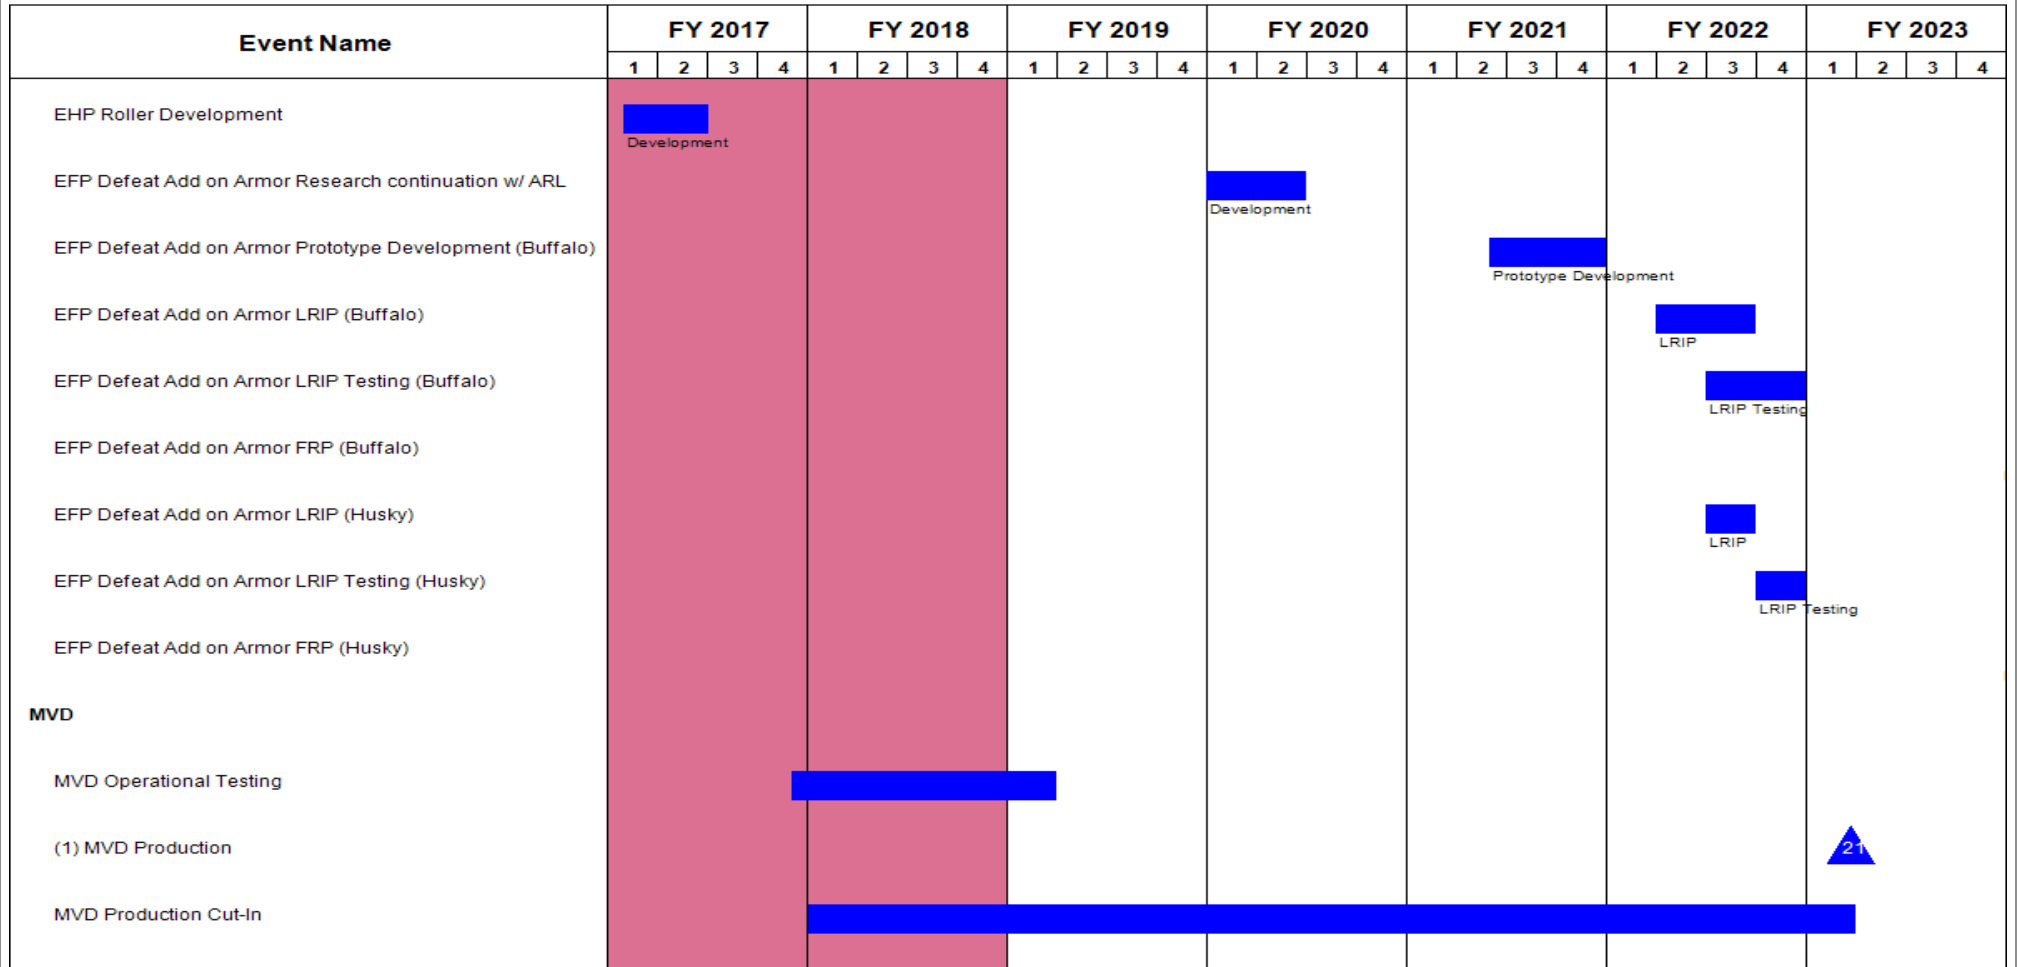 Event Name
FY 2017 FY 2018 FY 2019 FY 2020 FY 2021 FY 2022 FY 2023
1 2 3 4 1 2 3 4 1 2 3 4 1 2 3 4 1 2 3 4 1 2 3 4 1 2 3 4
EHP Roller Development
Development
EFP Defeat Add on Armor Research continuation w/ ARL
Development
EFP Defeat Add on Armor Prototype Development (Buffalo)
Prototype Development
EFP Defeat Add on Armor LRIP (Buffalo)
LRIP
EFP Defeat Add on Armor LRIP Testing (Buffalo)
LRIP Testing
EFP Defeat Add on Armor FRP (Buffalo)
EFP Defeat Add on Armor LRIP (Husky)
LRIP
EFP Defeat Add on Armor LRIP Testing (Husky)
LRIP Testing
EFP Defeat Add on Armor FRP (Husky)
MVD
MVD Operational Testing
(1) MVD Production
21
MVD Production Cut-In